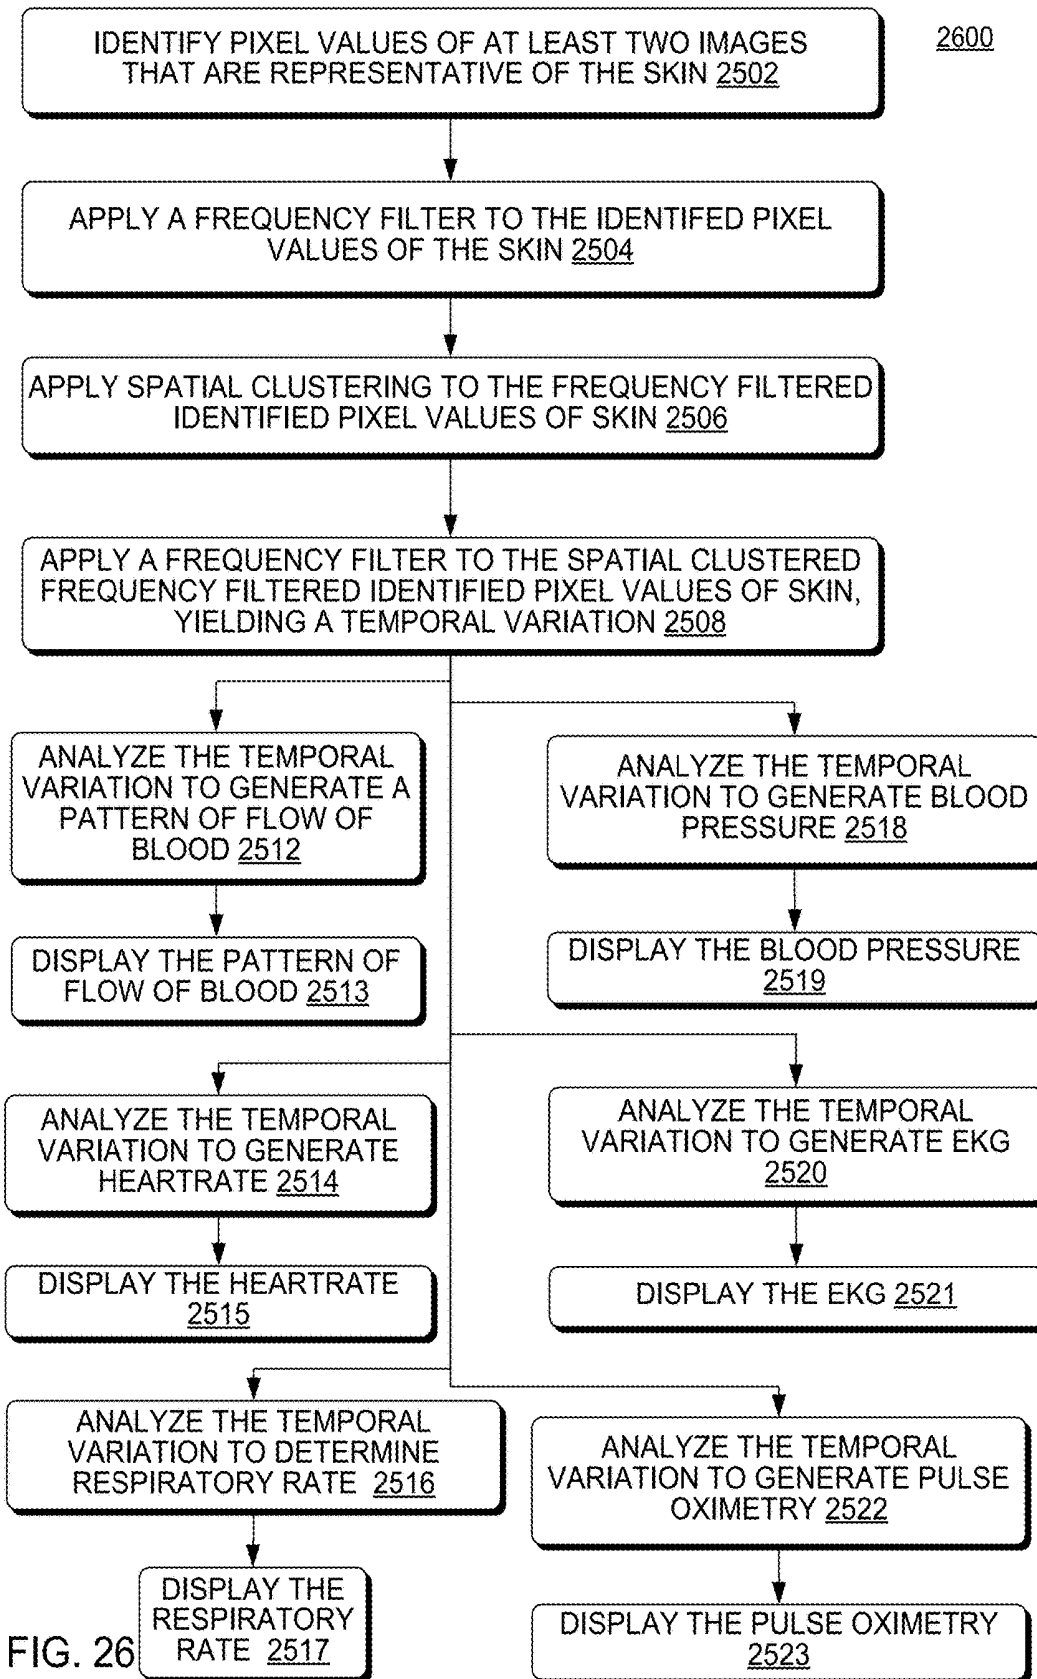 2600
IDENTIFY PIXEL VALUES OF AT LEAST TWO IMAGES
THAT ARE REPRESENTATIVE OF THE SKIN 2502
APPLY A FREQUENCY FILTER TO THE IDENTIFED PIXEL
VALUES OF THE SKIN 2504
APPLY SPATIAL CLUSTERING TO THE FREQUENCY FILTERED
IDENTIFIED PIXEL VALUES OF SKIN 2506
APPLY A FREQUENCY FILTER TO THE SPATIAL CLUSTERED
FREQUENCY FILTERED IDENTIFIED PIXEL VALUES OF SKIN,
YIELDING A TEMPORAL VARIATION 2508
ANALYZE THE TEMPORAL
VARIATION TO GENERATE A
PATTERN OF FLOW OF
BLOOD 2512
DISPLAY THE PATTERN OF
FLOW OF BLOOD 2513
ANALYZE THE TEMPORAL
VARIATION TO GENERATE BLOOD
PRESSURE 2518
DISPLAY THE BLOOD PRESSURE
2519
ANALYZE THE TEMPORAL
VARIATION TO GENERATE
HEARTRATE 2514
DISPLAY THE HEARTRATE
2515
ANALYZE THE TEMPORAL
VARIATION TO GENERATE EKG
2520
DISPLAY THE EKG 2521
ANALYZE THE TEMPORAL
VARIATION TO DETERMINE
RESPIRATORY RATE 2516
DISPLAY THE
RESPIRATORY
RATE 2517
ANALYZE THE TEMPORAL
VARIATION TO GENERATE PULSE
OXIMETRY 2522
DISPLAY THE PULSE OXIMETRY
2523
FIG. 26